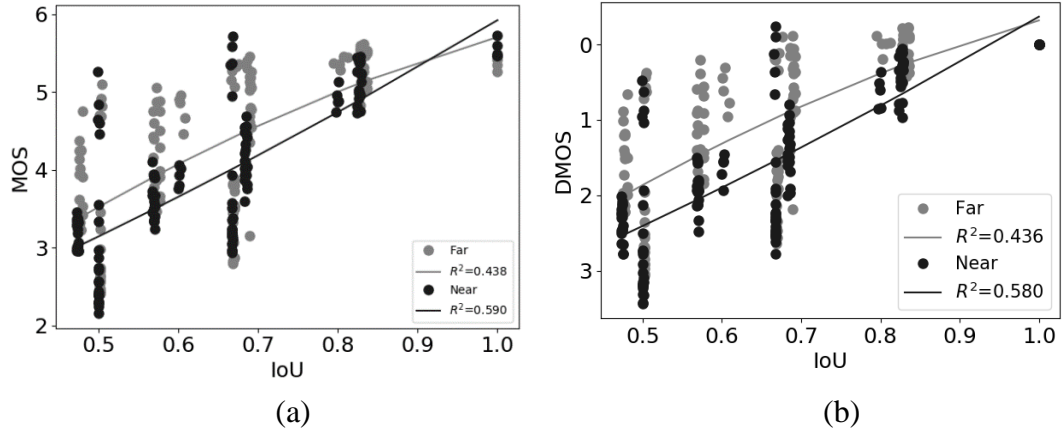 6
5
4
3
2
MOS
0.5 0.6 0.7 0.8 0.9 1.0
IoU
Far
R²=0.438
Near
R²=0.590
(a)
0
1
2
3
DMOS
0.5 0.6 0.7 0.8 0.9 1.0
IoU
Far
R²=0.436
Near
R²=0.580
(b)